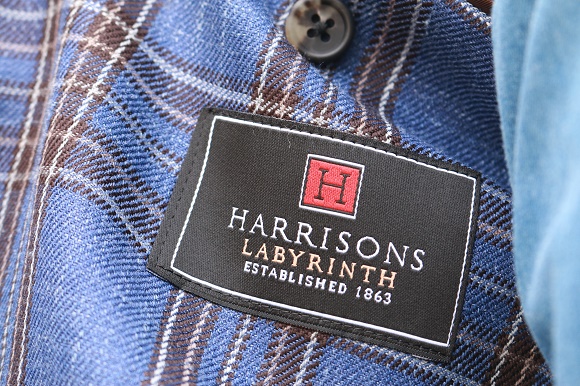 H
HARRISONS
LABYRINTH
ESTABLISHED 1863